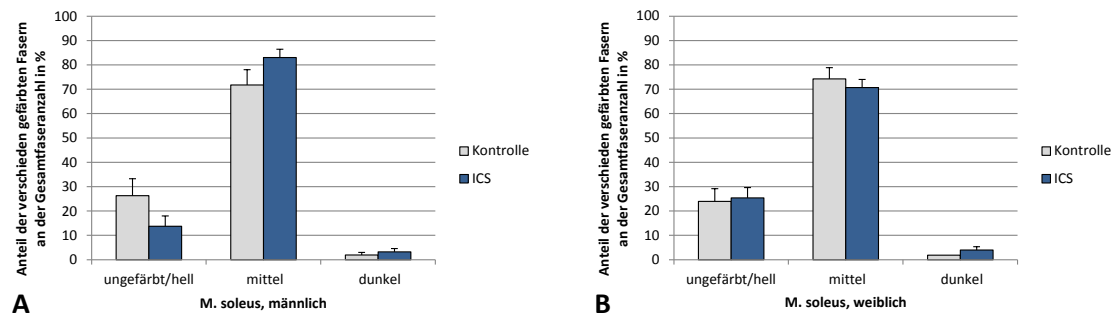 Anteil der verschieden gefärbten Fasern
an der Gesamtfaseranzahl in %
100
90
80
70
60
50
40
30
20
10
0
ungefärbt/hell
mittel
dunkel
M. soleus, männlich
Kontrolle
ICS
A
Anteil der verschieden gefärbten Fasern
an der Gesamtfaseranzahl in %
100
90
80
70
60
50
40
30
20
10
0
ungefärbt/hell
mittel
dunkel
M. soleus, weiblich
Kontrolle
ICS
B